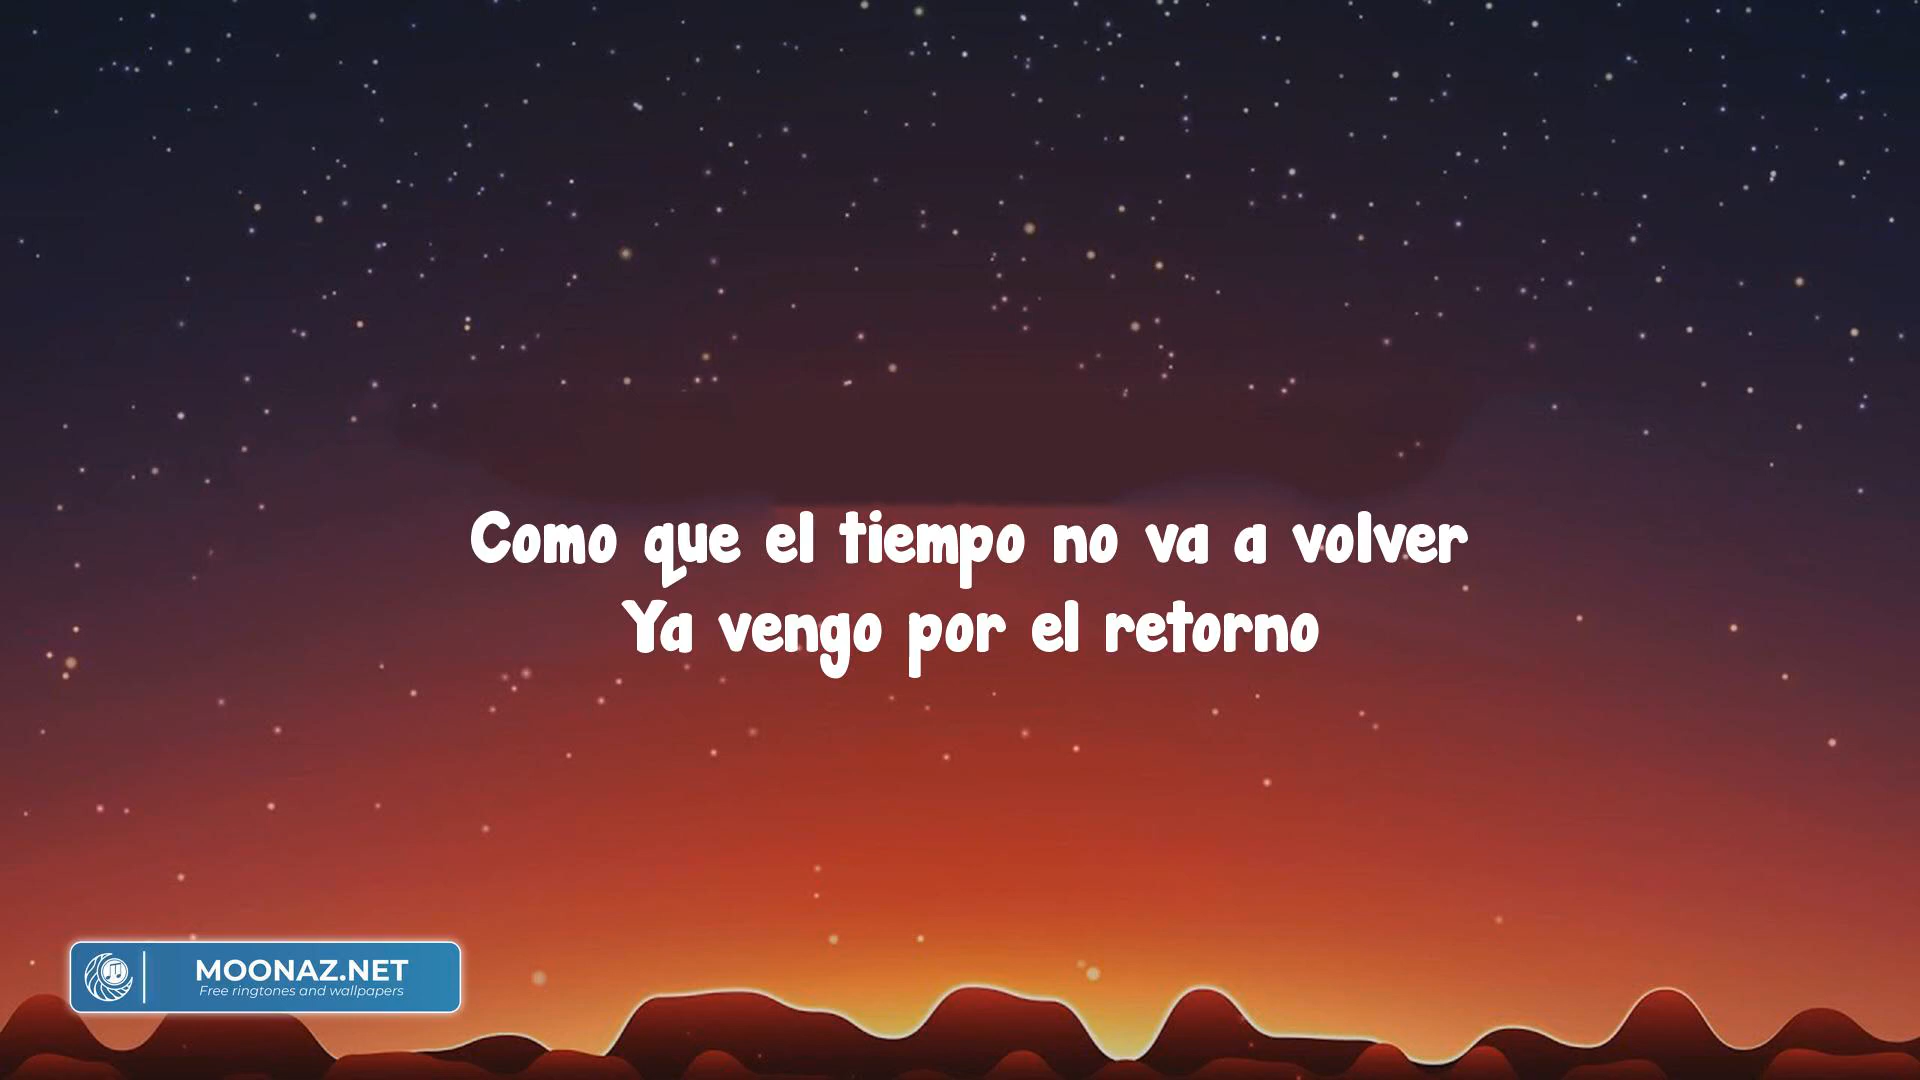 Como que el tiempo no va a volver
Ya vengo por el retorno
MOONAZ.NET
Free ringtones and wallpapers